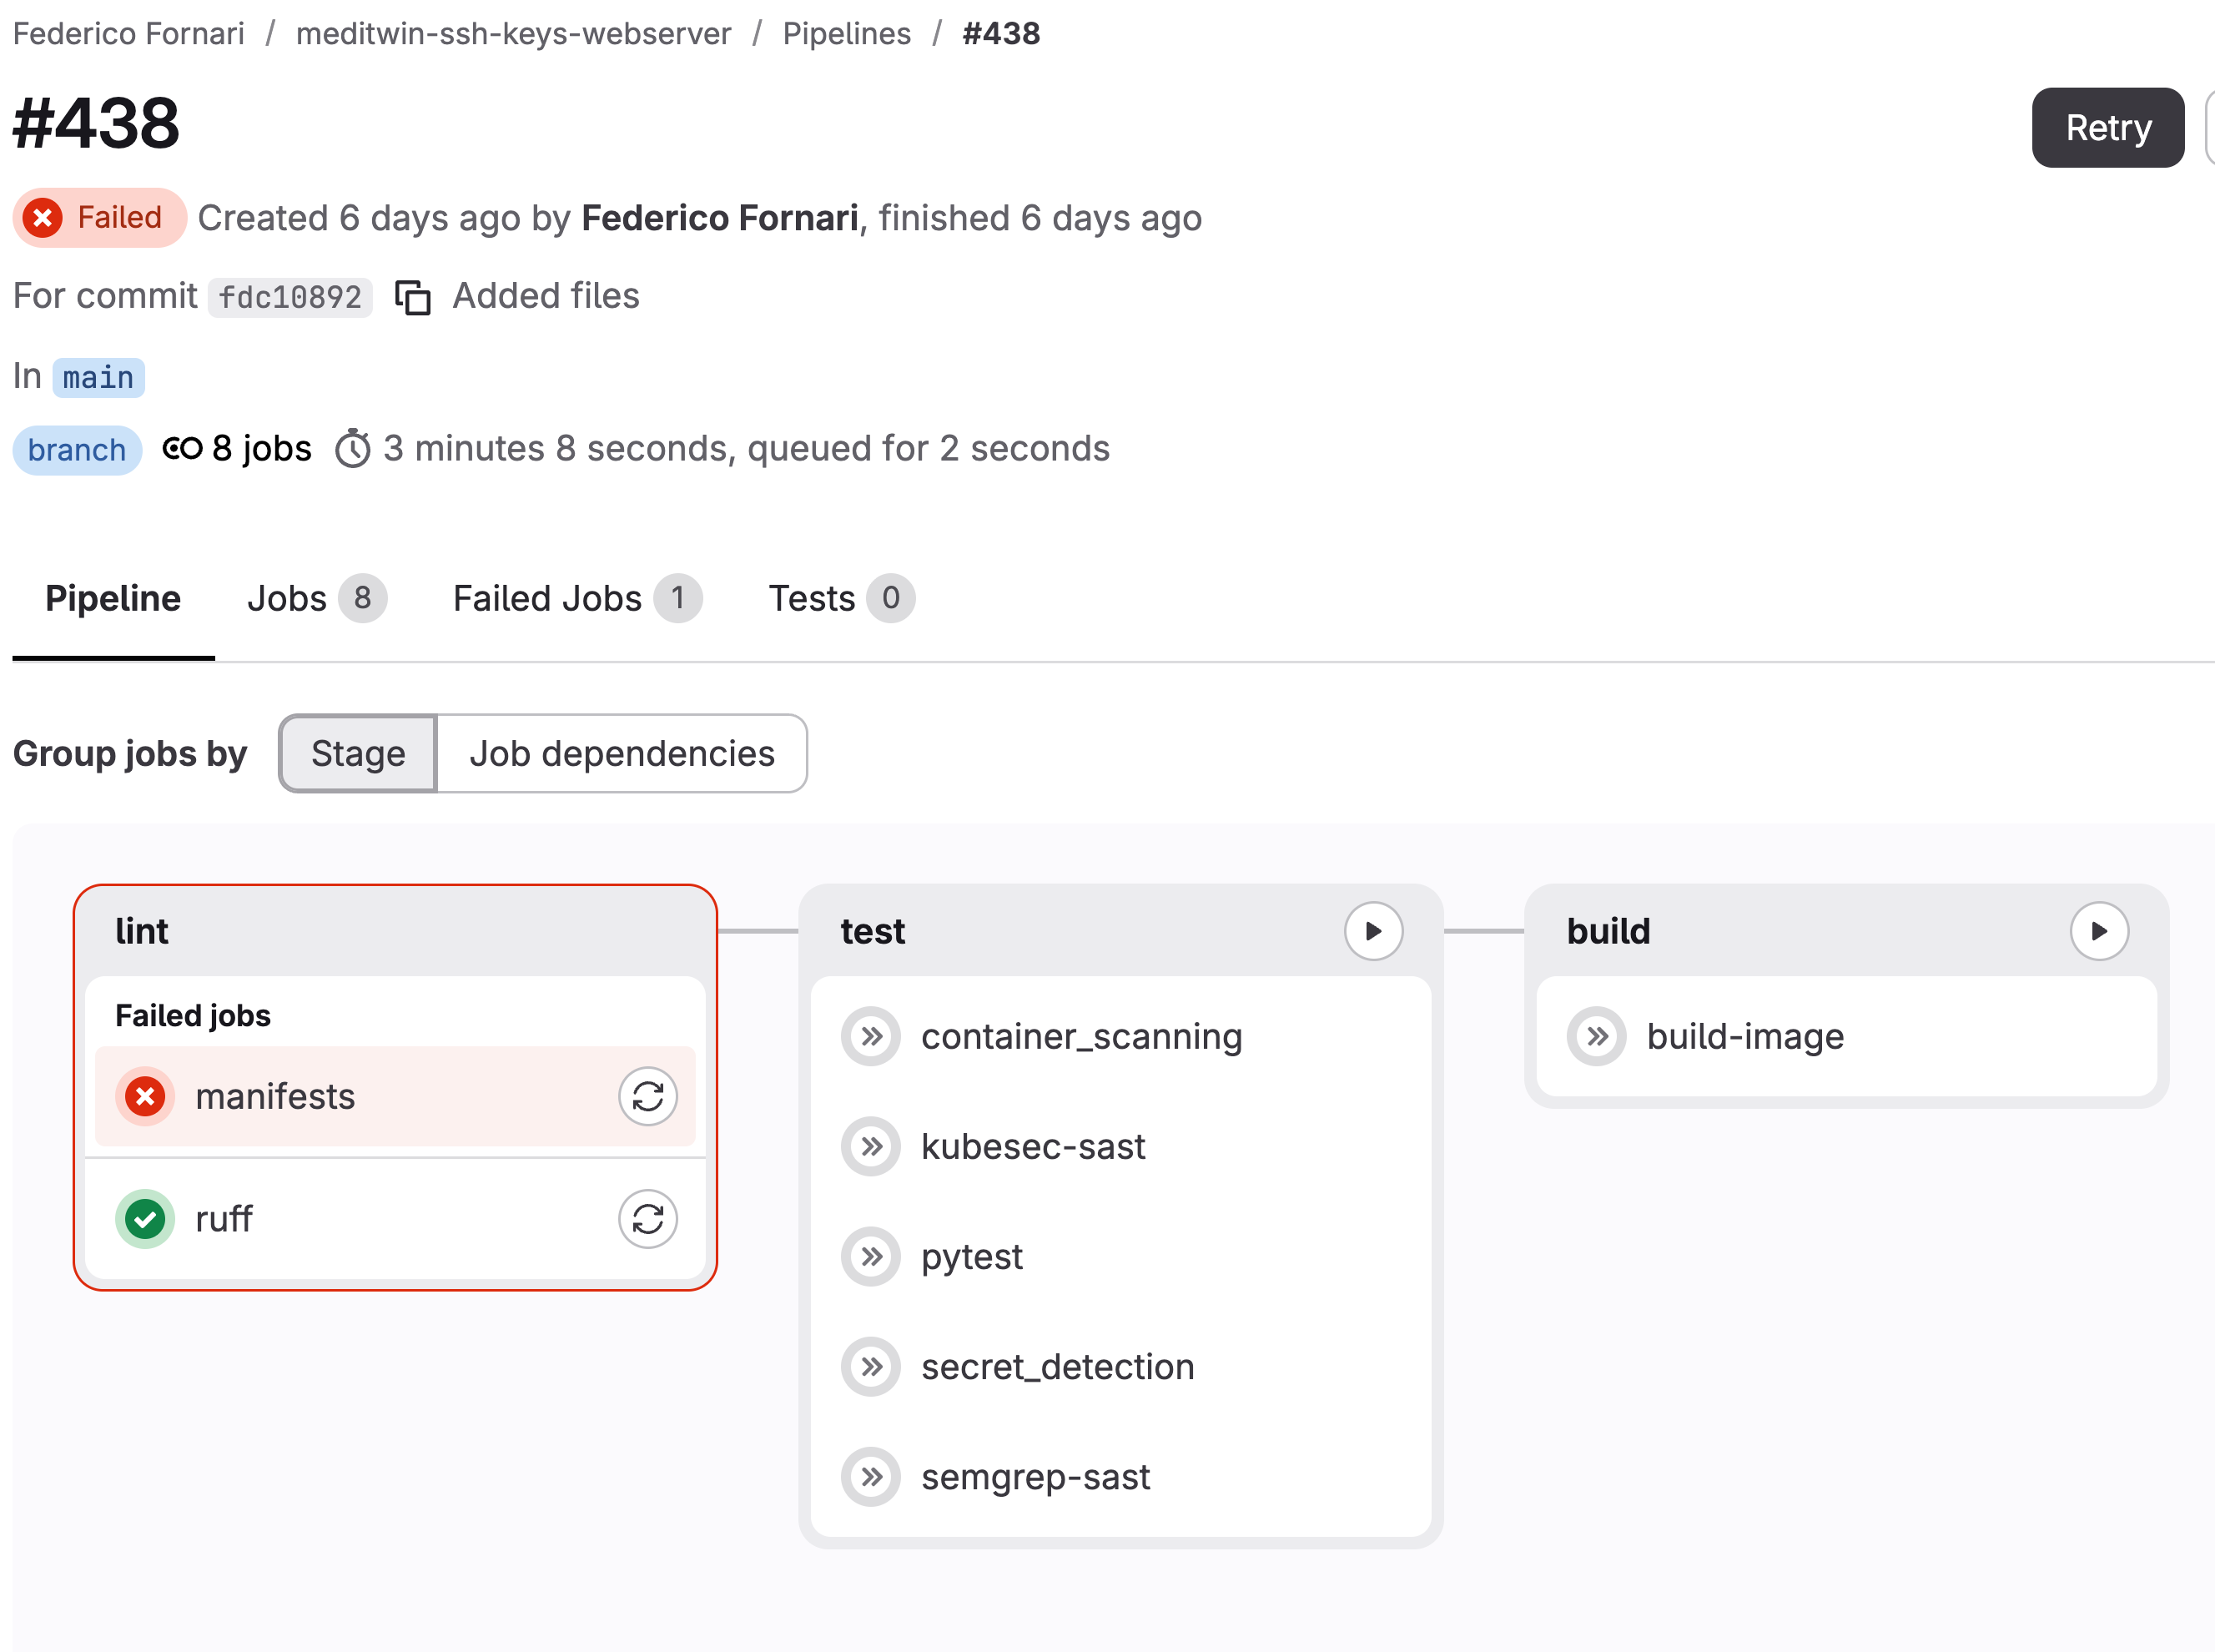 Federico Fornari / meditwin-ssh-keys-webserver / Pipelines / #438
#438
Retry
Failed Created 6 days ago by Federico Fornari, finished 6 days ago
For commit fdc10892 Added files
In main
branch 8 jobs 3 minutes 8 seconds, queued for 2 seconds
Pipeline Jobs 8 Failed Jobs 1 Tests 0
Group jobs by Stage Job dependencies
lint
Failed jobs
manifests
ruff
test
container_scanning
kubesec-sast
pytest
secret_detection
semgrep-sast
build
build-image